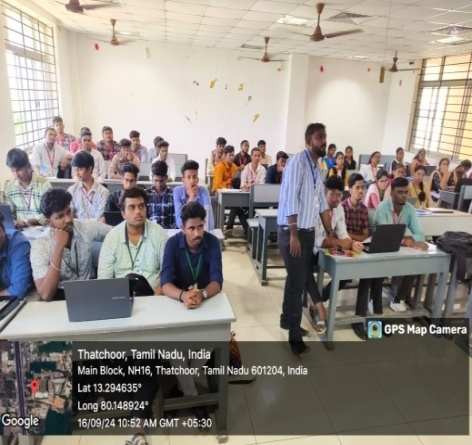 GPS Map Camera
Thatchoor, Tamil Nadu, India
Main Block, NH16, Thatchoor, Tamil Nadu 601204, India
Lat 13.294635°
Long 80.148924°
16/09/24 10:52 AM GMT +05:30
Google